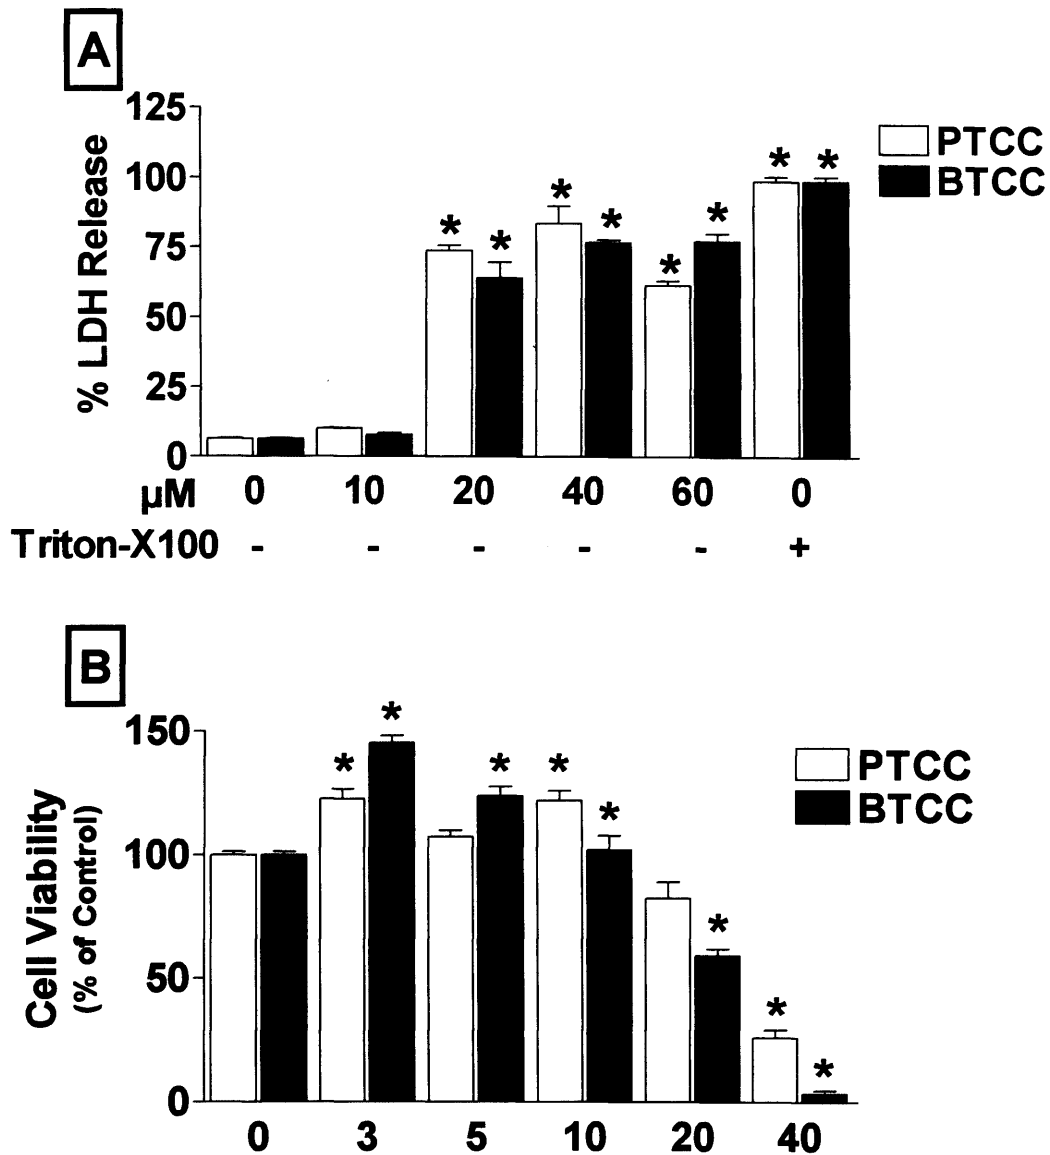 A
% LDH Release
125
100
75
50
25
0
* * * * * * * *
PTCC
BTCC
µM 0 10 20 40 60 0
Triton-X100 - - - - - +
B
Cell Viability
(% of Control)
150
100
50
0
* * * * * * * *
PTCC
BTCC
0 3 5 10 20 40